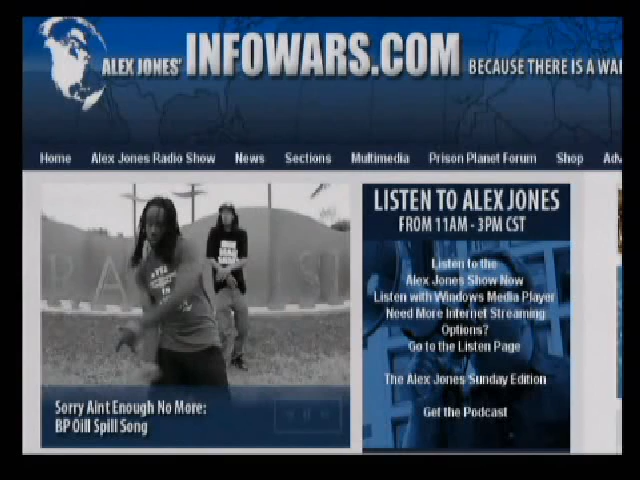 ALEX JONES' INFOWARS.COM BECAUSE THERE IS A WA
Home Alex Jones Radio Show News Sections Multimedia Prison Planet Forum Shop Adv
LISTEN TO ALEX JONES
FROM 11AM - 3PM CST
Listen to the
Alex Jones Show Now
Listen with Windows Media Player
Need More Internet Streaming
Options?
Go to the Listen Page
The Alex Jones Sunday Edition
Get the Podcast
Sorry Aint Enough No More:
BP Oill Spill Song